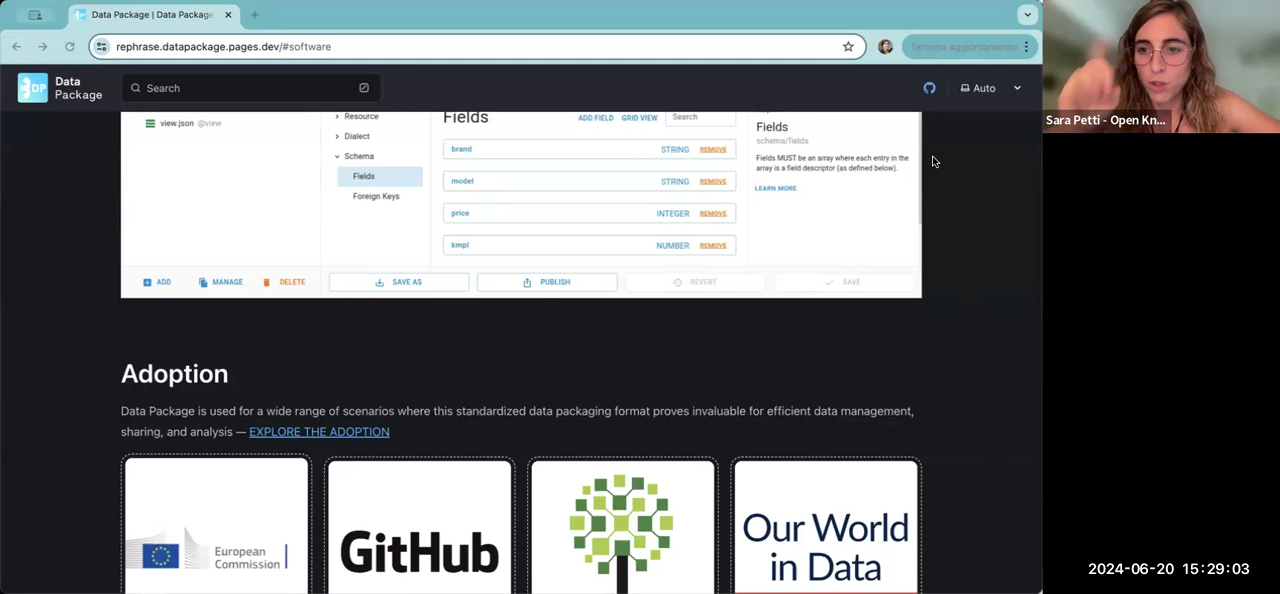 Data Package | Data Package
rephrase.datapackage.pages.dev/#software
Termina aggiornamento
Data
Package
DP
Search
Auto
Sara Petti - Open Kn...
view.json @view
Resource
Dialect
Schema
Fields
Foreign Keys
Fields
ADD FIELD
GRID VIEW
Search
brand STRING REMOVE
model STRING REMOVE
price INTEGER REMOVE
kmpl NUMBER REMOVE
Fields
schema/fields
Fields MUST be an array where each entry in the
array is a field descriptor (as defined below).
LEARN MORE
ADD
MANAGE
DELETE
SAVE AS
PUBLISH
REVERT
SAVE
Adoption
Data Package is used for a wide range of scenarios where this standardized data packaging format proves invaluable for efficient data management,
sharing, and analysis — EXPLORE THE ADOPTION
European
Commission
GitHub
Our World
in Data
2024-06-20 15:29:03